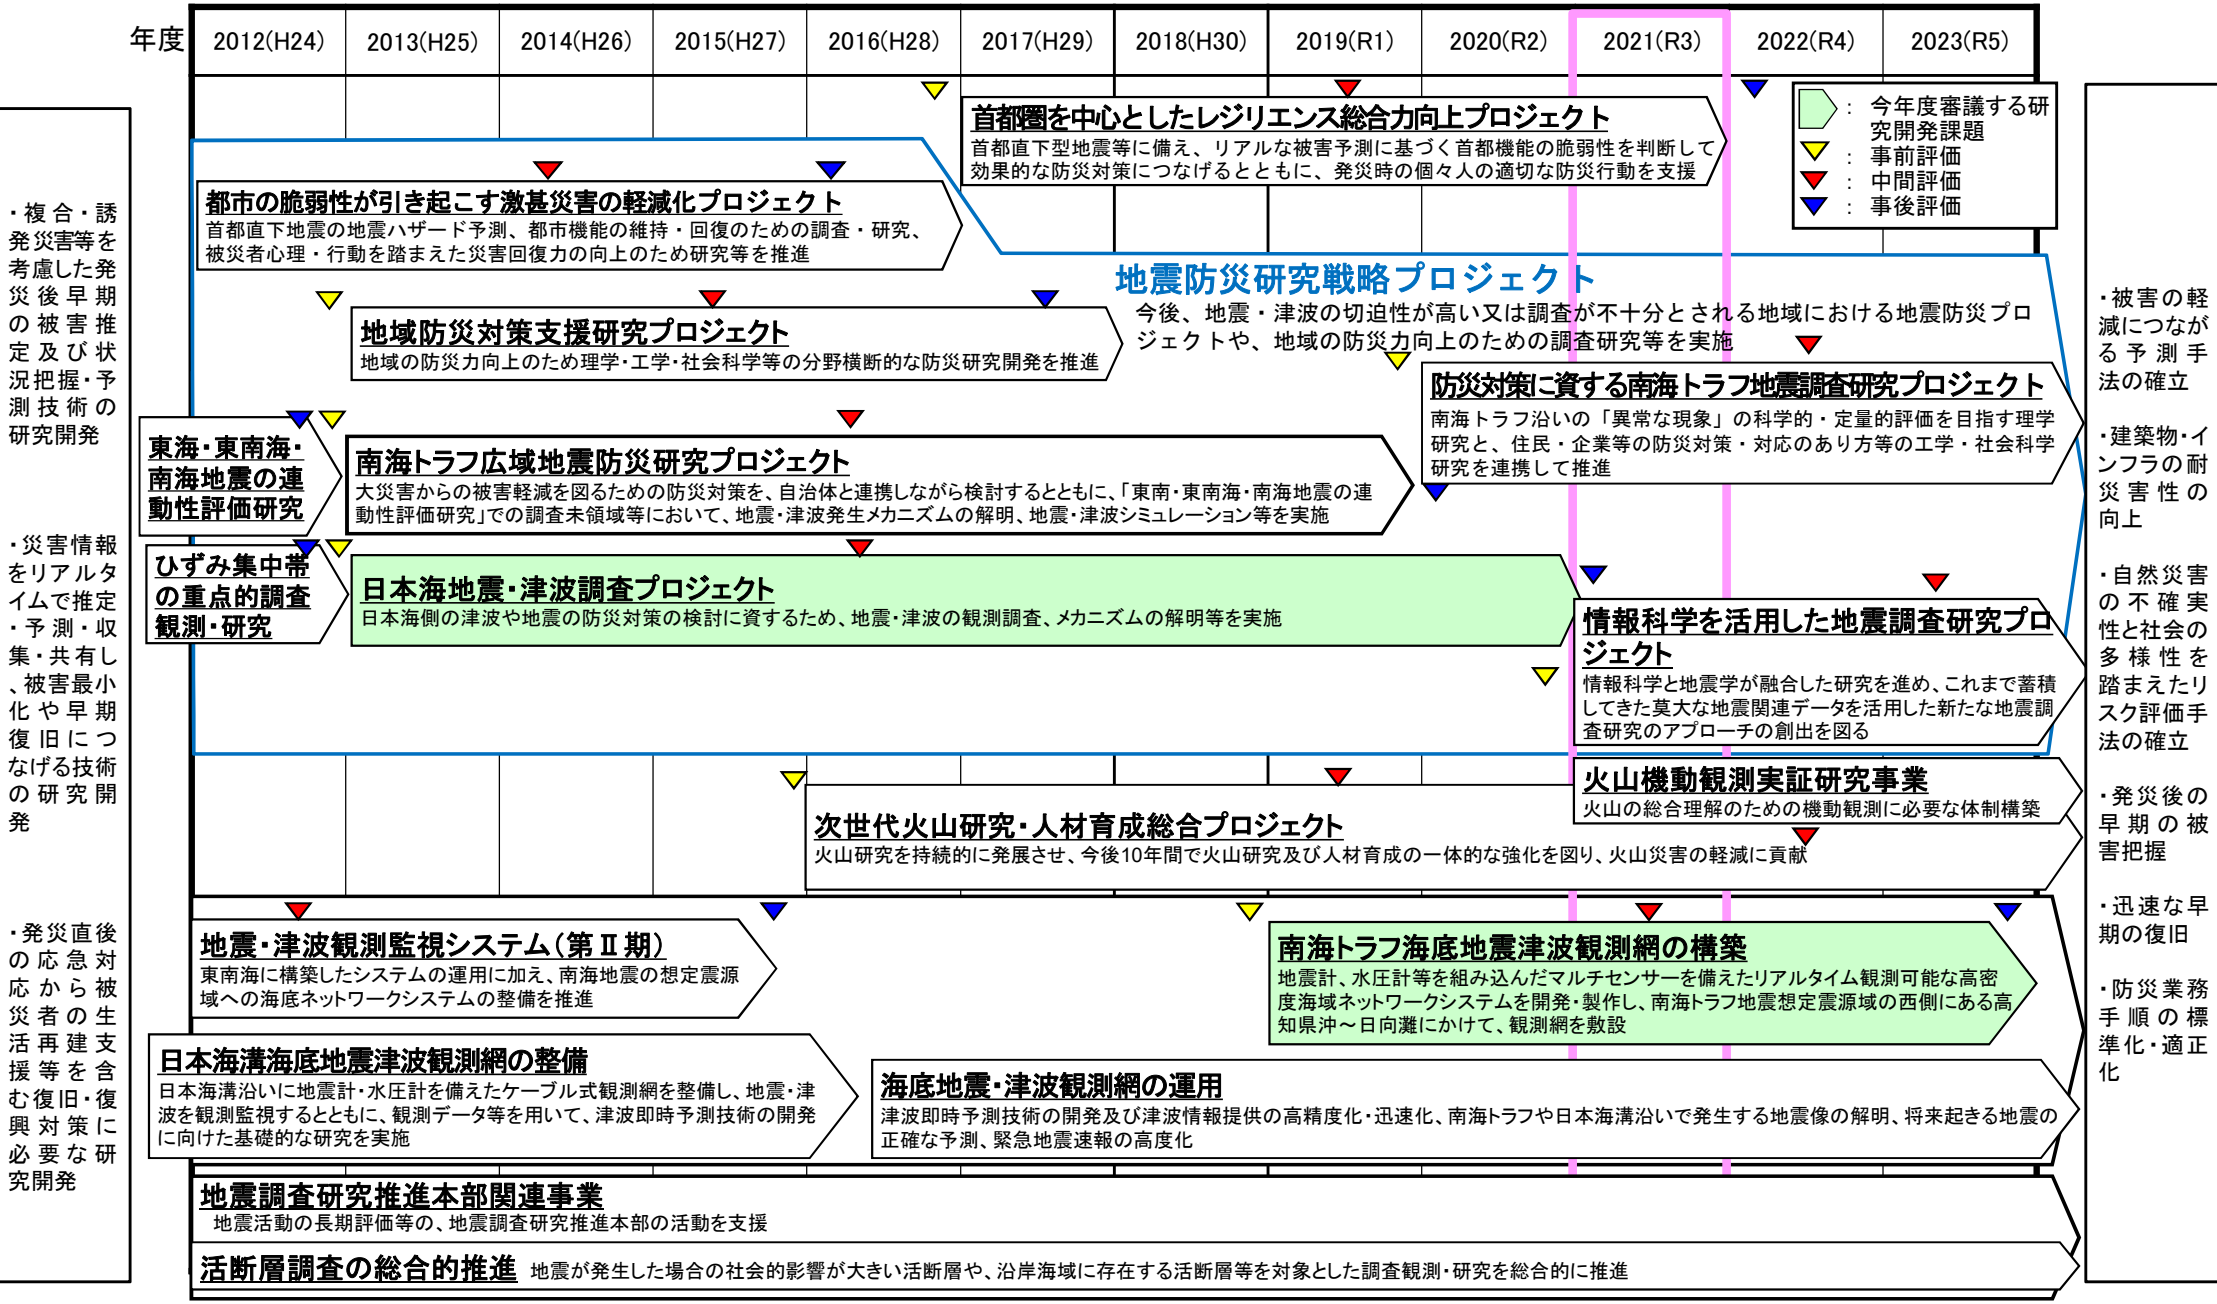 年度
2012(H24)
2013(H25)
2014(H26)
2015(H27)
2016(H28)
2017(H29)
2018(H30)
2019(R1)
2020(R2)
2021(R3)
2022(R4)
2023(R5)
・複合・誘
発災害等を
考慮した発
災後早期
の被害推
定及び状
況把握・予
測技術の
研究開発
・災害情報
をリアルタ
イムで推定
・予測・収
集・共有し
、被害最小
化や早期
復旧につ
なげる技術
の研究開
発
・発災直後
の応急対
応から被
災者の生
活再建支
援等を含
む復旧・復
興対策に
必要な研
究開発
首都圏を中心としたレジリエンス総合力向上プロジェクト
首都直下型地震等に備え、リアルな被害予測に基づく首都機能の脆弱性を判断して
効果的な防災対策につなげるとともに、発災時の個々人の適切な防災行動を支援
： 今年度審議する研
究開発課題
： 事前評価
： 中間評価
： 事後評価
都市の脆弱性が引き起こす激甚災害の軽減化プロジェクト
首都直下地震の地震ハザード予測、都市機能の維持・回復のための調査・研究、
被災者心理・行動を踏まえた災害回復力の向上のため研究等を推進
地震防災研究戦略プロジェクト
今後、地震・津波の切迫性が高い又は調査が不十分とされる地域における地震防災プロ
ジェクトや、地域の防災力向上のための調査研究等を実施
地域防災対策支援研究プロジェクト
地域の防災力向上のため理学・工学・社会科学等の分野横断的な防災研究開発を推進
防災対策に資する南海トラフ地震調査研究プロジェクト
南海トラフ沿いの「異常な現象」の科学的・定量的評価を目指す理学
研究と、住民・企業等の防災対策・対応のあり方等の工学・社会科学
研究を連携して推進
東海・東南海・
南海地震の連
動性評価研究
南海トラフ広域地震防災研究プロジェクト
大災害からの被害軽減を図るための防災対策を、自治体と連携しながら検討するとともに、「東南・東南海・南海地震の連
動性評価研究」での調査未領域等において、地震・津波発生メカニズムの解明、地震・津波シミュレーション等を実施
ひずみ集中帯
の重点的調査
観測・研究
日本海地震・津波調査プロジェクト
日本海側の津波や地震の防災対策の検討に資するため、地震・津波の観測調査、メカニズムの解明等を実施
情報科学を活用した地震調査研究プロ
ジェクト
情報科学と地震学が融合した研究を進め、これまで蓄積
してきた莫大な地震関連データを活用した新たな地震調
査研究のアプローチの創出を図る
火山機動観測実証研究事業
火山の総合理解のための機動観測に必要な体制構築
次世代火山研究・人材育成総合プロジェクト
火山研究を持続的に発展させ、今後10年間で火山研究及び人材育成の一体的な強化を図り、火山災害の軽減に貢献
地震・津波観測監視システム（第Ⅱ期）
東南海に構築したシステムの運用に加え、南海地震の想定震源
域への海底ネットワークシステムの整備を推進
南海トラフ海底地震津波観測網の構築
地震計、水圧計等を組み込んだマルチセンサーを備えたリアルタイム観測可能な高密
度海域ネットワークシステムを開発・製作し、南海トラフ地震想定震源域の西側にある高
知県沖～日向灘にかけて、観測網を敷設
日本海溝海底地震津波観測網の整備
日本海溝沿いに地震計・水圧計を備えたケーブル式観測網を整備し、地震・津
波を観測監視するとともに、観測データ等を用いて、津波即時予測技術の開発
に向けた基礎的な研究を実施
海底地震・津波観測網の運用
津波即時予測技術の開発及び津波情報提供の高精度化・迅速化、南海トラフや日本海溝沿いで発生する地震像の解明、将来起きる地震の
正確な予測、緊急地震速報の高度化
地震調査研究推進本部関連事業
地震活動の長期評価等の、地震調査研究推進本部の活動を支援
活断層調査の総合的推進 地震が発生した場合の社会的影響が大きい活断層や、沿岸海域に存在する活断層等を対象とした調査観測・研究を総合的に推進
・被害の軽
減につなが
る予測手
法の確立
・建築物・イ
ンフラの耐
災害性の
向上
・自然災害
の不確実
性と社会の
多様性を
踏まえたリ
スク評価手
法の確立
・発災後の
早期の被
害把握
・迅速な早
期の復旧
・防災業務
手順の標
準化・適正
化